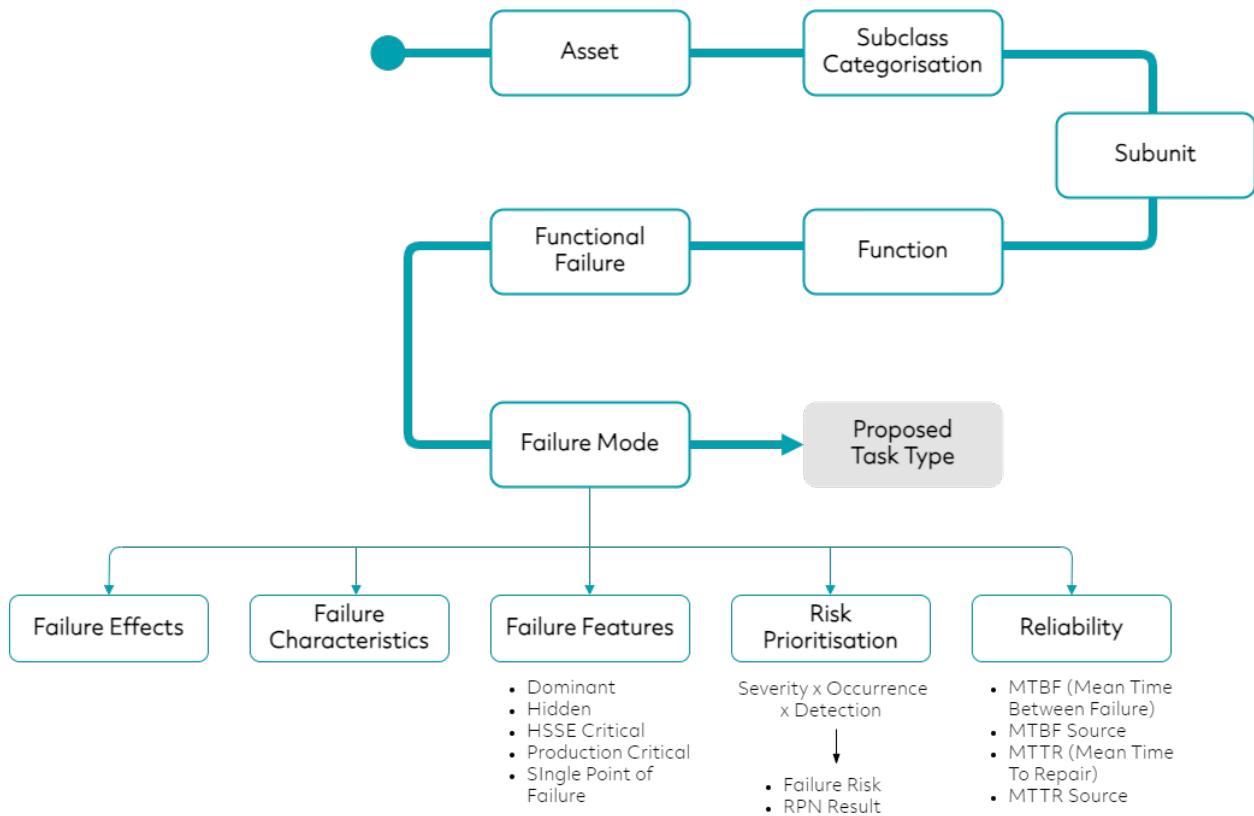 Asset
Subclass
Categorisation
Subunit
Functional
Failure
Function
Failure Mode
Proposed
Task Type
Failure Effects
Failure
Characteristics
Failure Features
Risk
Prioritisation
Reliability
• Dominant
• Hidden
• HSSE Critical
• Production Critical
• SIngle Point of
Failure
Severity x Occurrence
x Detection
• Failure Risk
• RPN Result
• MTBF (Mean Time
Between Failure)
• MTBF Source
• MTTR (Mean Time
To Repair)
• MTTR Source